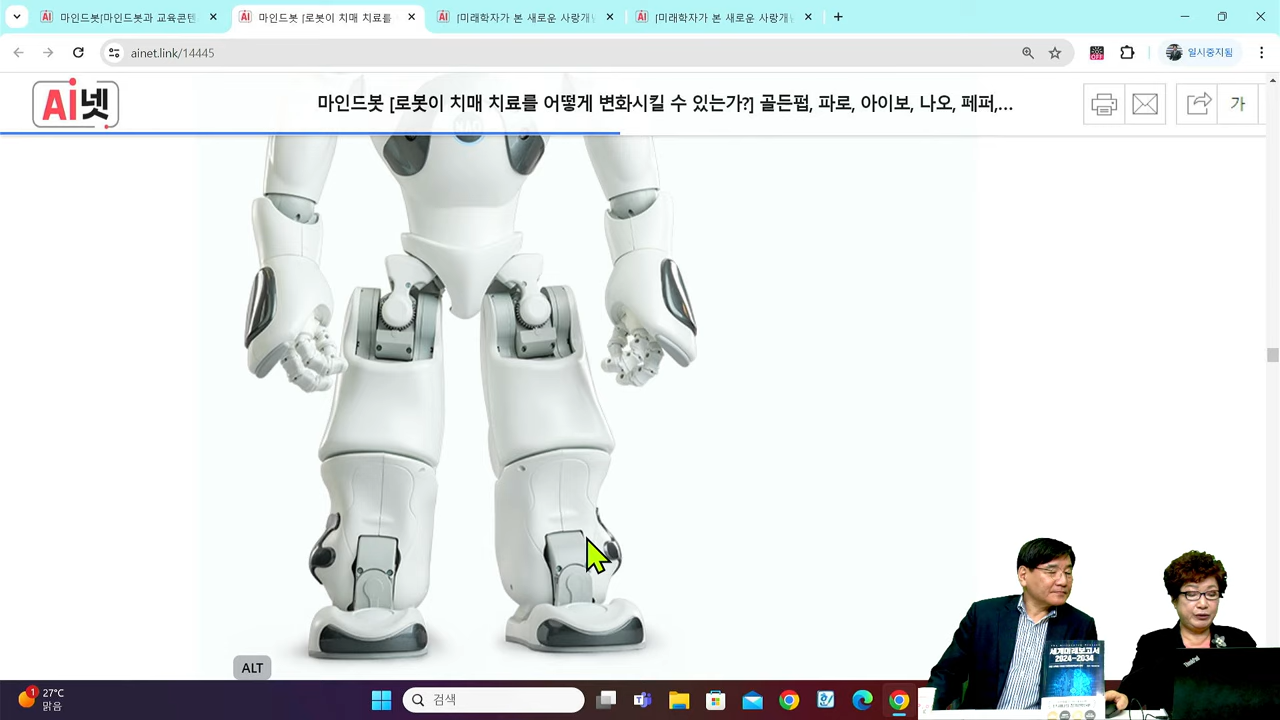 마인드봇[마인드봇과 교육콘텐
마인드봇 [로봇이 치매 치료를
[미래학자가 본 새로운 사랑개
[미래학자가 본 새로운 사랑개
ainet.link/14445
OFF
일시중지됨
Ai넷
마인드봇 [로봇이 치매 치료를 어떻게 변화시킬 수 있는가?] 골든펍, 파로, 아이보, 나오, 페퍼,...
가
ALT
세계미래보고서
2024-2034
ThinkPad
1
27°C
맑음
검색